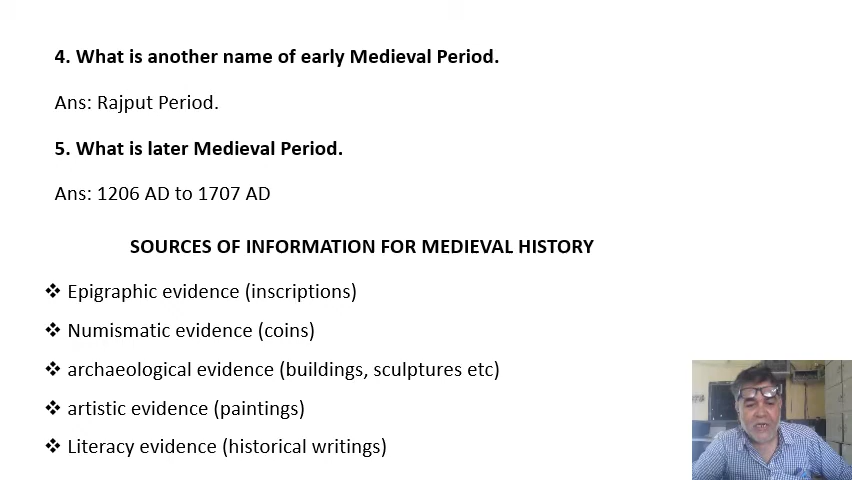 4. What is another name of early Medieval Period.
Ans: Rajput Period.
5. What is later Medieval Period.
Ans: 1206 AD to 1707 AD
SOURCES OF INFORMATION FOR MEDIEVAL HISTORY
❖ Epigraphic evidence (inscriptions)
❖ Numismatic evidence (coins)
❖ archaeological evidence (buildings, sculptures etc)
❖ artistic evidence (paintings)
❖ Literacy evidence (historical writings)